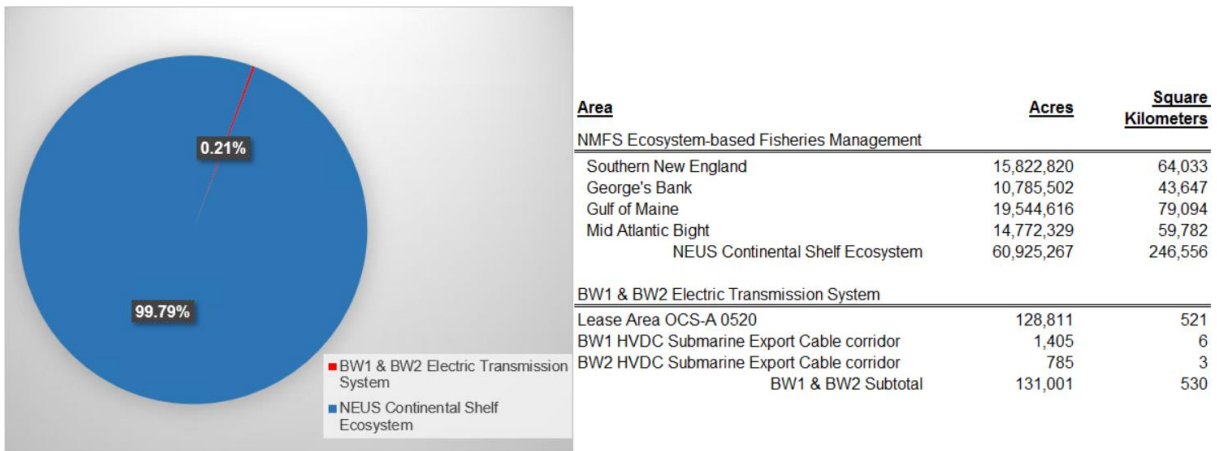 0.21%
99.79%
BW1 & BW2 Electric Transmission
System
NEUS Continental Shelf
Ecosystem
Area Acres Square
Kilometers
NMFS Ecosystem-based Fisheries Management
Southern New England 15,822,820 64,033
George's Bank 10,785,502 43,647
Gulf of Maine 19,544,616 79,094
Mid Atlantic Bight 14,772,329 59,782
NEUS Continental Shelf Ecosystem 60,925,267 246,556
BW1 & BW2 Electric Transmission System
Lease Area OCS-A 0520 128,811 521
BW1 HVDC Submarine Export Cable corridor 1,405 6
BW2 HVDC Submarine Export Cable corridor 785 3
BW1 & BW2 Subtotal 131,001 530